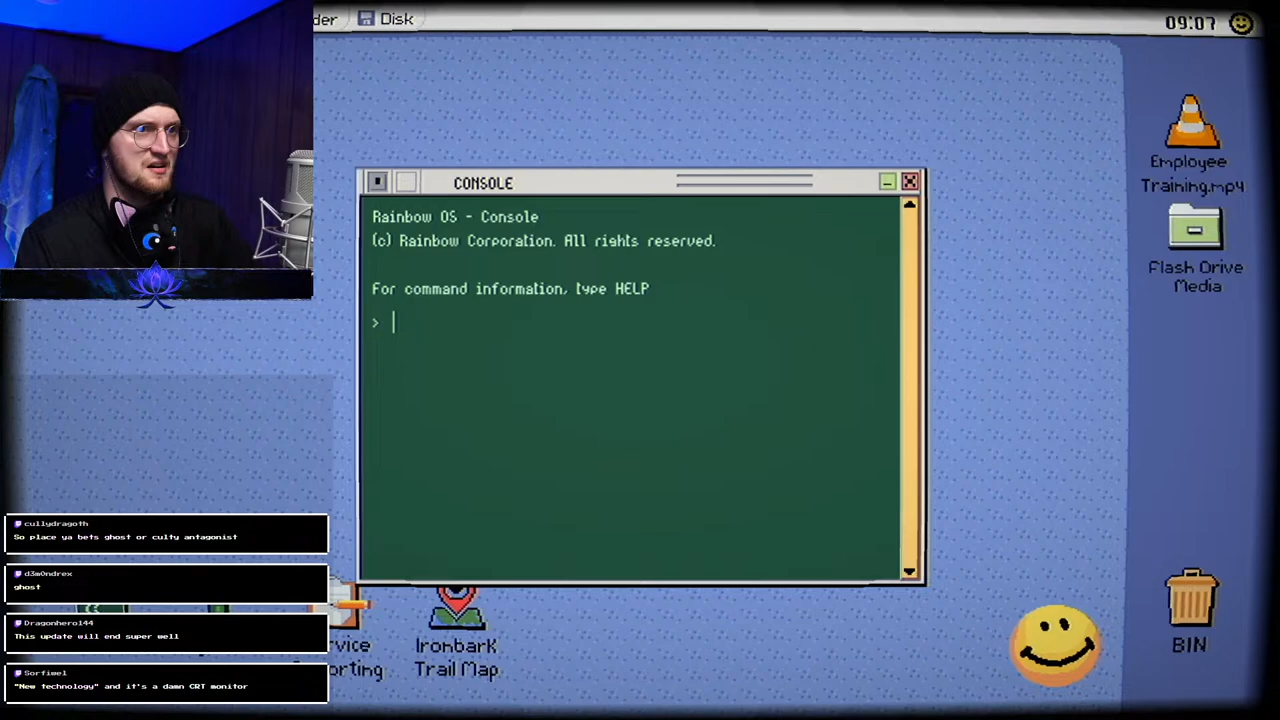 der
Disk
09:07
Employee
Training.mp4
Flash Drive
Media
CONSOLE
Rainbow OS - Console
(c) Rainbow Corporation. All rights reserved.
For command information, type HELP
>
cullydragoth
So place ya bets ghost or culty antagonist
d3m0ndrex
ghost
Dragonhero144
This update will end super well
Sorfiwel
"New technology" and it's a damn CRT monitor
rvice
orting
Ironbark
Trail Map
BIN